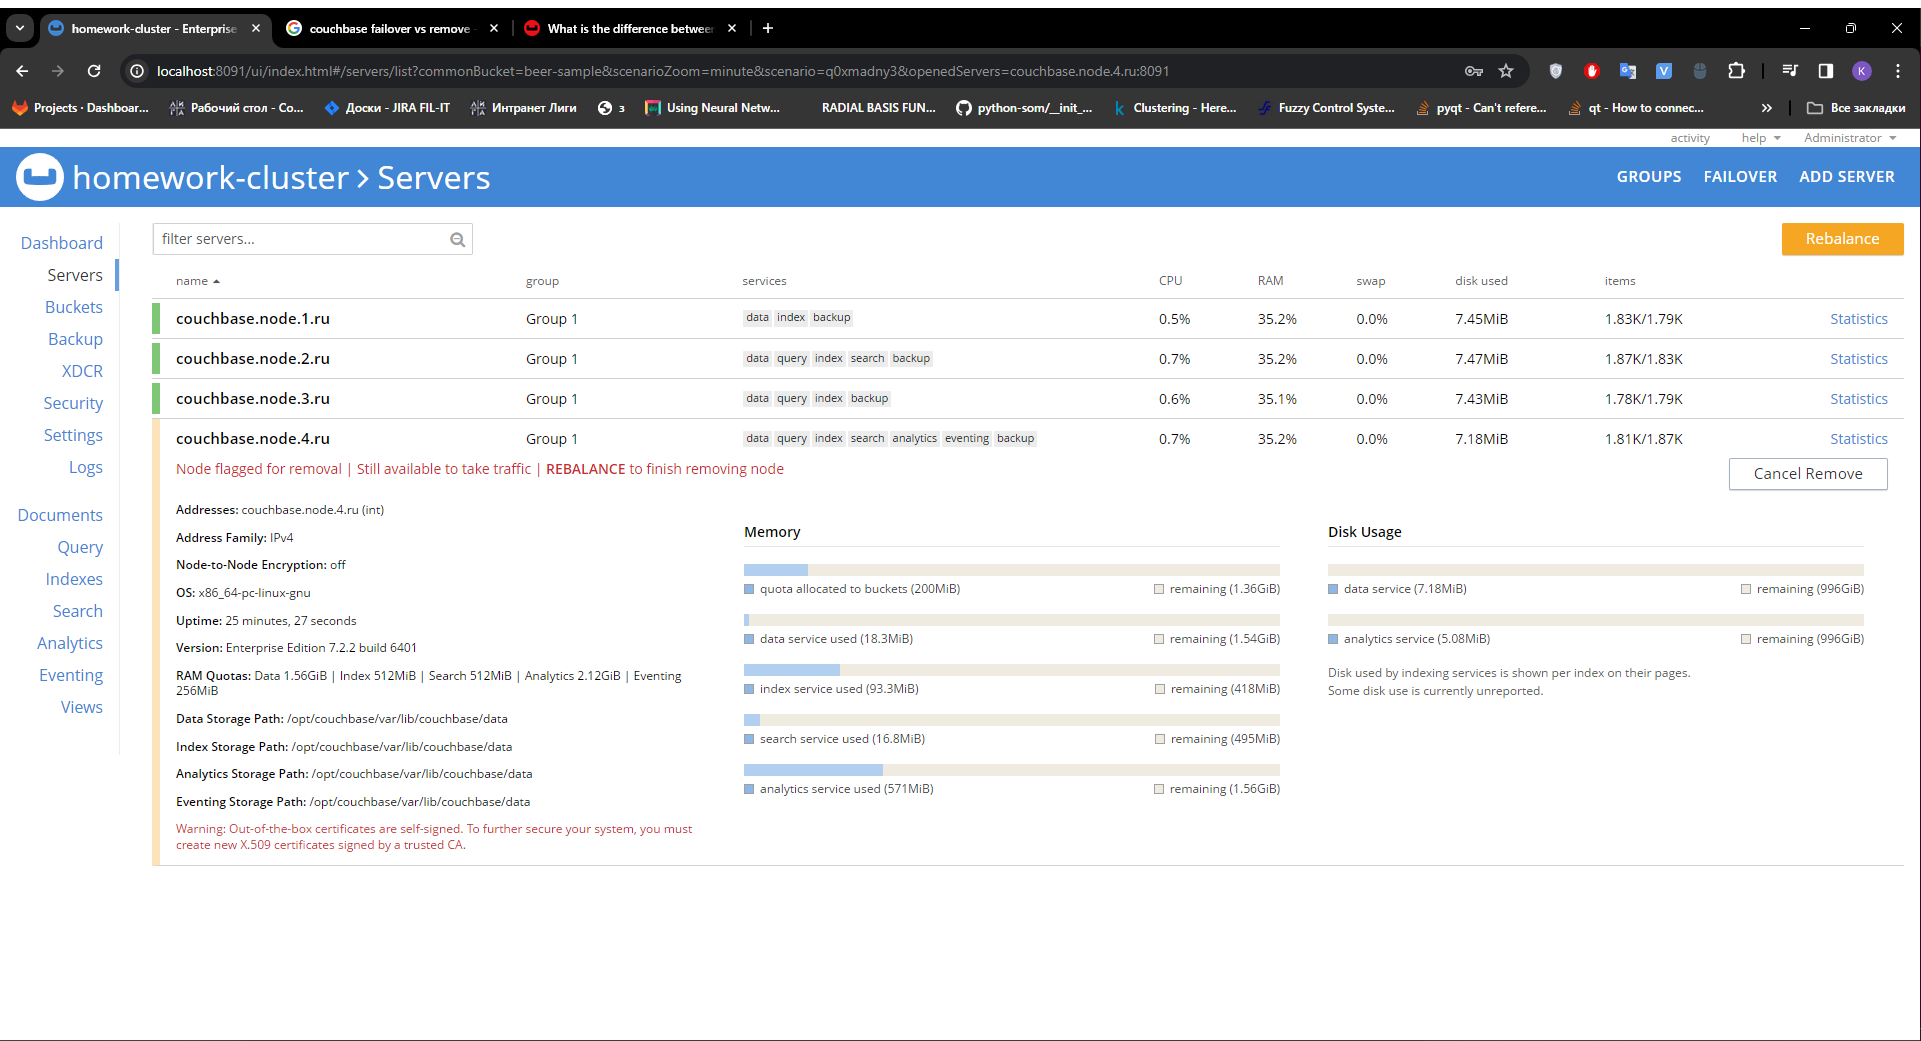 homework-cluster - Enterprise
couchbase failover vs remove -
What is the difference between
localhost:8091/ui/index.html#/servers/list?commonBucket=beer-sample&scenarioZoom=minute&scenario=q0xmadny3&openedServers=couchbase.node.4.ru:8091
K
Projects · Dashboar... Рабочий стол - Co... Доски - JIRA FIL-IT Интранет Лиги з Using Neural Netw... RADIAL BASIS FUN... python-som/__init_... Clustering - Here... Fuzzy Control Syste... pyqt - Can't refere... qt - How to connec... Все закладки
activity help Administrator
homework-cluster > Servers
GROUPS FAILOVER ADD SERVER
Dashboard
Servers
Buckets
Backup
XDCR
Security
Settings
Logs
Documents
Query
Indexes
Search
Analytics
Eventing
Views
filter servers...
Rebalance
name group services CPU RAM swap disk used items
couchbase.node.1.ru Group 1 data index backup 0.5% 35.2% 0.0% 7.45MiB 1.83K/1.79K Statistics
couchbase.node.2.ru Group 1 data query index search backup 0.7% 35.2% 0.0% 7.47MiB 1.87K/1.83K Statistics
couchbase.node.3.ru Group 1 data query index backup 0.6% 35.1% 0.0% 7.43MiB 1.78K/1.79K Statistics
couchbase.node.4.ru Group 1 data query index search analytics eventing backup 0.7% 35.2% 0.0% 7.18MiB 1.81K/1.87K Statistics
Node flagged for removal | Still available to take traffic | REBALANCE to finish removing node
Cancel Remove
Addresses: couchbase.node.4.ru (int)
Address Family: IPv4
Node-to-Node Encryption: off
OS: x86_64-pc-linux-gnu
Uptime: 25 minutes, 27 seconds
Version: Enterprise Edition 7.2.2 build 6401
RAM Quotas: Data 1.56GiB | Index 512MiB | Search 512MiB | Analytics 2.12GiB | Eventing
256MiB
Data Storage Path: /opt/couchbase/var/lib/couchbase/data
Index Storage Path: /opt/couchbase/var/lib/couchbase/data
Analytics Storage Path: /opt/couchbase/var/lib/couchbase/data
Eventing Storage Path: /opt/couchbase/var/lib/couchbase/data
Warning: Out-of-the-box certificates are self-signed. To further secure your system, you must
create new X.509 certificates signed by a trusted CA.
Memory
quota allocated to buckets (200MiB) remaining (1.36GiB)
data service used (18.3MiB) remaining (1.54GiB)
index service used (93.3MiB) remaining (418MiB)
search service used (16.8MiB) remaining (495MiB)
analytics service used (571MiB) remaining (1.56GiB)
Disk Usage
data service (7.18MiB) remaining (996GiB)
analytics service (5.08MiB) remaining (996GiB)
Disk used by indexing services is shown per index on their pages.
Some disk use is currently unreported.